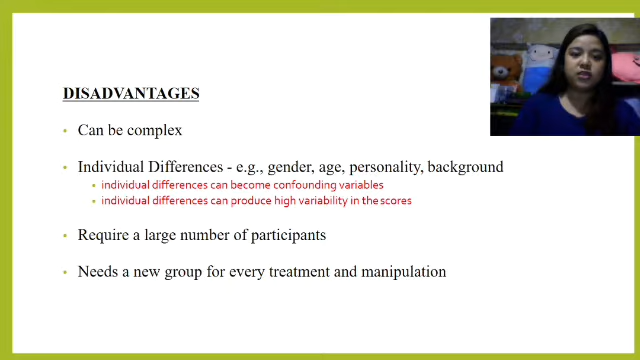 DISADVANTAGES
Can be complex
Individual Differences - e.g., gender, age, personality, background
individual differences can become confounding variables
individual differences can produce high variability in the scores
Require a large number of participants
Needs a new group for every treatment and manipulation